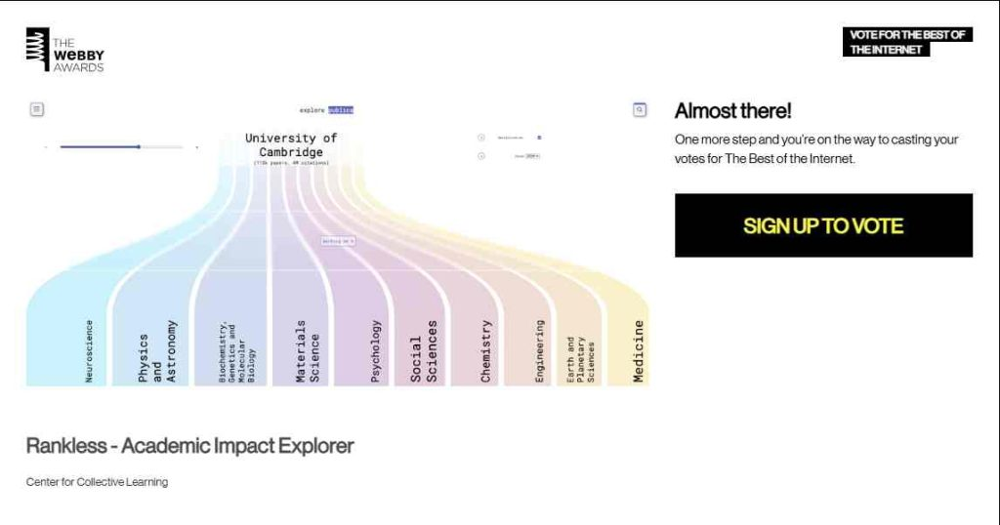 THE
WEBBY
AWARDS
VOTE FOR THE BEST OF
THE INTERNET
explore publics
University of
Cambridge
Almost there!
One more step and you're on the way to casting your
votes for The Best of the Internet.
SIGN UP TO VOTE
Neuroscience
Physics
and
Astronomy
Biochemistry,
Genetics and
Molecular
Biology
Materials
Science
Psychology
Social
Sciences
Chemistry
Engineering
Earth and
Planetary
Sciences
Medicine
Rankless - Academic Impact Explorer
Center for Collective Learning